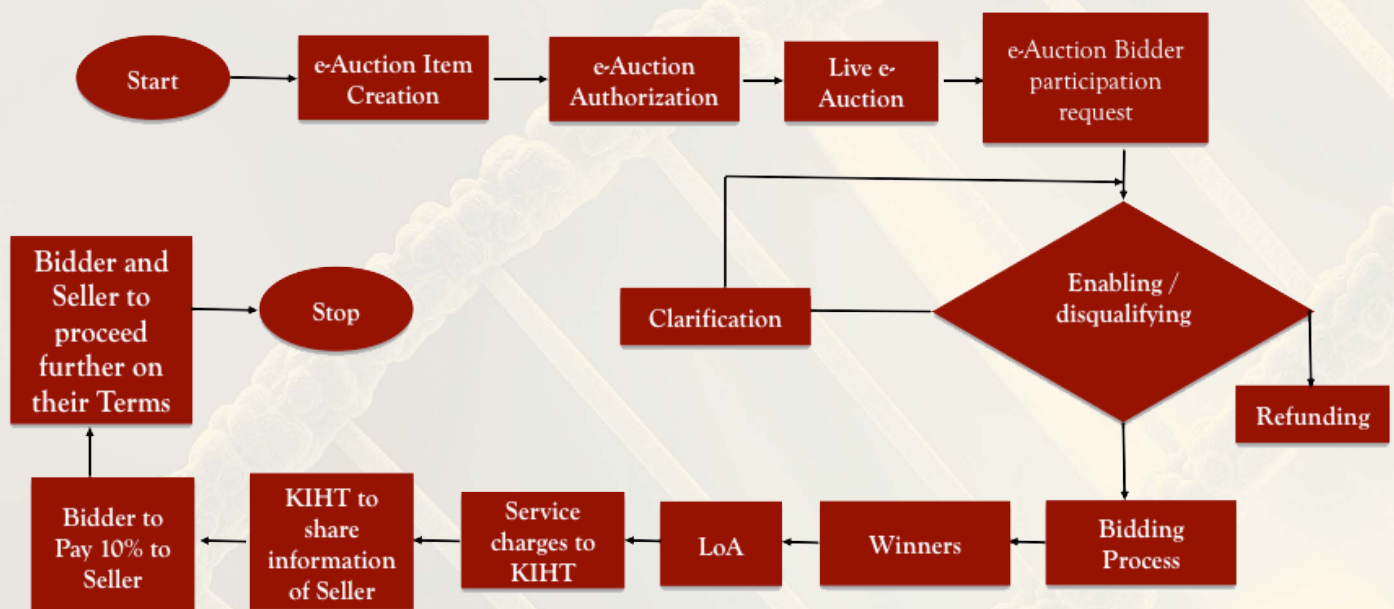 Start
e-Auction Item
Creation
e-Auction
Authorization
Live e-
Auction
e-Auction Bidder
participation
request
Enabling /
disqualifying
Clarification
Refunding
Bidding
Process
Winners
LoA
Service
charges to
KIHT
KIHT to
share
information
of Seller
Bidder to
Pay 10% to
Seller
Bidder and
Seller to
proceed
further on
their Terms
Stop